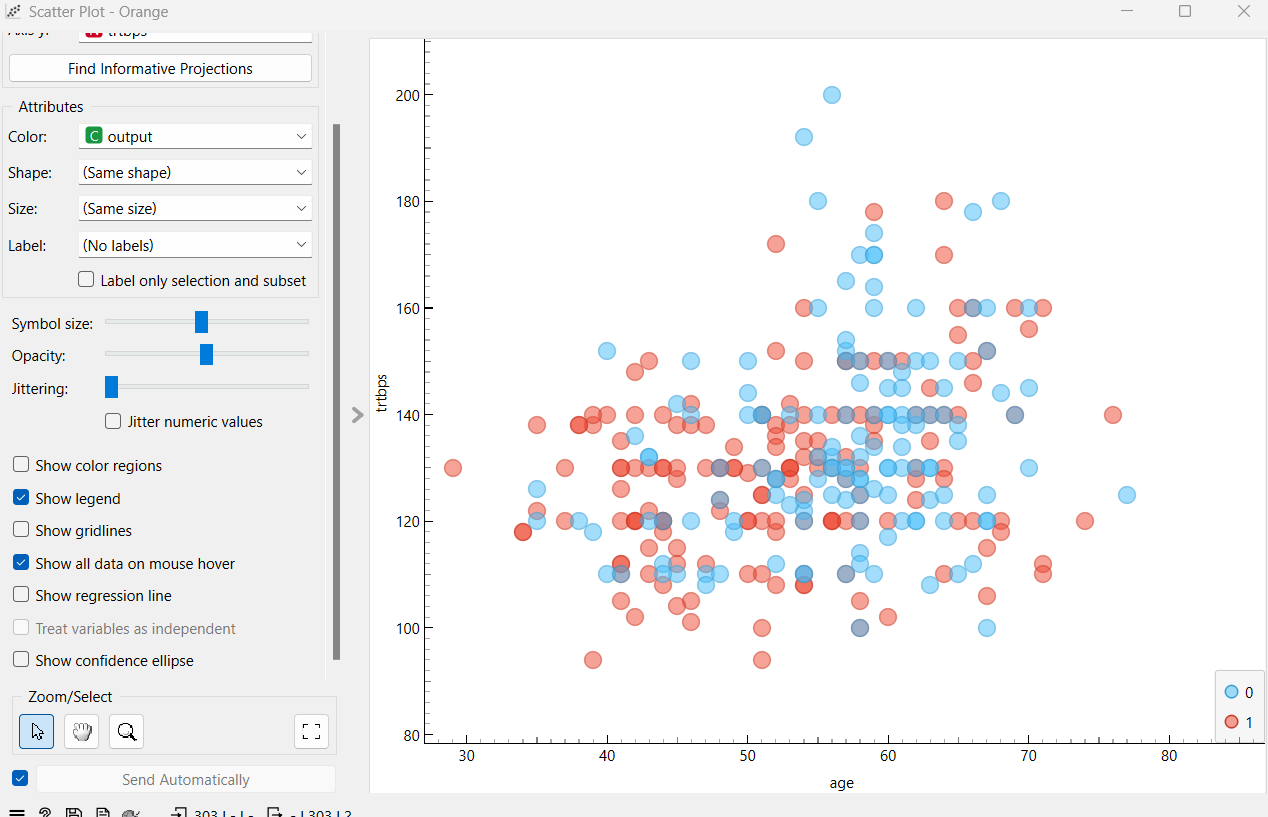 Scatter Plot - Orange
trtbps
Find Informative Projections
Attributes
Color: C output
Shape: (Same shape)
Size: (Same size)
Label: (No labels)
Label only selection and subset
Symbol size:
Opacity:
Jittering:
Jitter numeric values
Show color regions
Show legend
Show gridlines
Show all data on mouse hover
Show regression line
Treat variables as independent
Show confidence ellipse
Zoom/Select
Send Automatically
200
180
160
140
120
100
80
trtbps
30 40 50 60 70 80
age
0
1